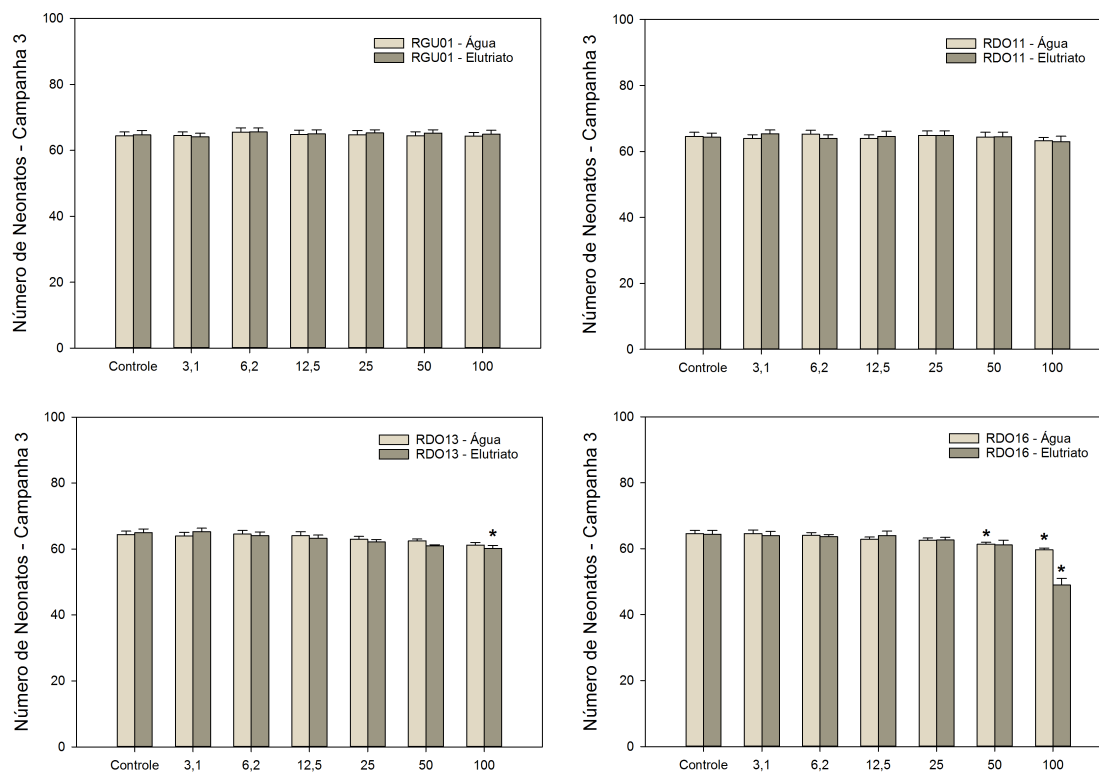 Número de Neonatos - Campanha 3
100
80
60
40
20
0
RGU01 - Água
RGU01 - Elutriato
Controle 3,1 6,2 12,5 25 50 100
Número de Neonatos - Campanha 3
100
80
60
40
20
0
RDO11 - Água
RDO11 - Elutriato
Controle 3,1 6,2 12,5 25 50 100
Número de Neonatos - Campanha 3
100
80
60
40
20
0
RDO13 - Água
RDO13 - Elutriato
*
Controle 3,1 6,2 12,5 25 50 100
Número de Neonatos - Campanha 3
100
80
60
40
20
0
RDO16 - Água
RDO16 - Elutriato
* *
*
Controle 3,1 6,2 12,5 25 50 100